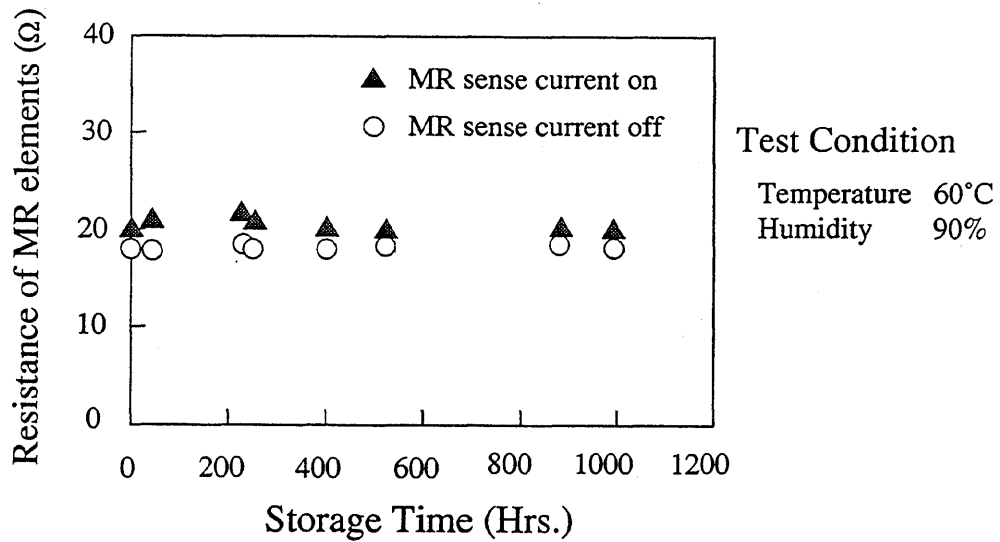 Resistance of MR elements (Ω)
40
30
20
10
0
▲ MR sense current on
○ MR sense current off
0 200 400 600 800 1000 1200
Storage Time (Hrs.)
Test Condition
Temperature 60°C
Humidity 90%